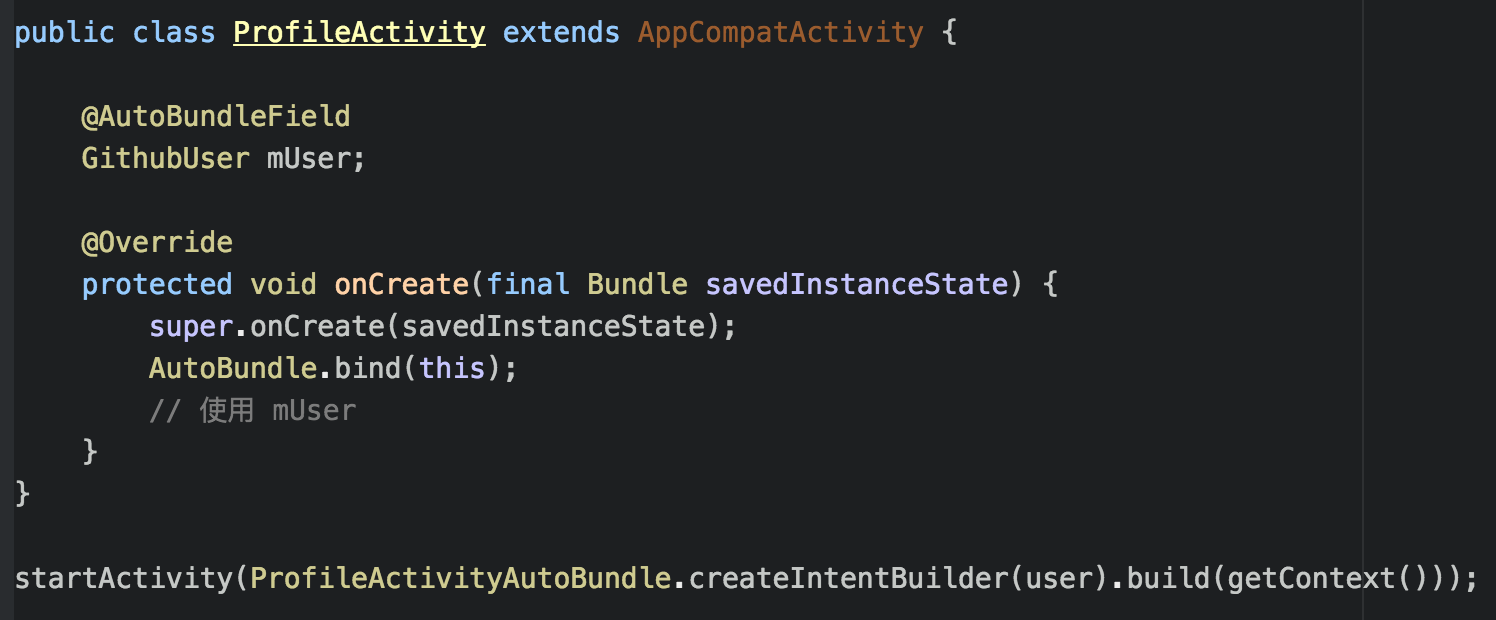 public class ProfileActivity extends AppCompatActivity {
@AutoBundleField
GithubUser mUser;
@Override
protected void onCreate(final Bundle savedInstanceState) {
super.onCreate(savedInstanceState);
AutoBundle.bind(this);
// 使用 mUser
}
}
startActivity(ProfileActivityAutoBundle.createIntentBuilder(user).build(getContext()));